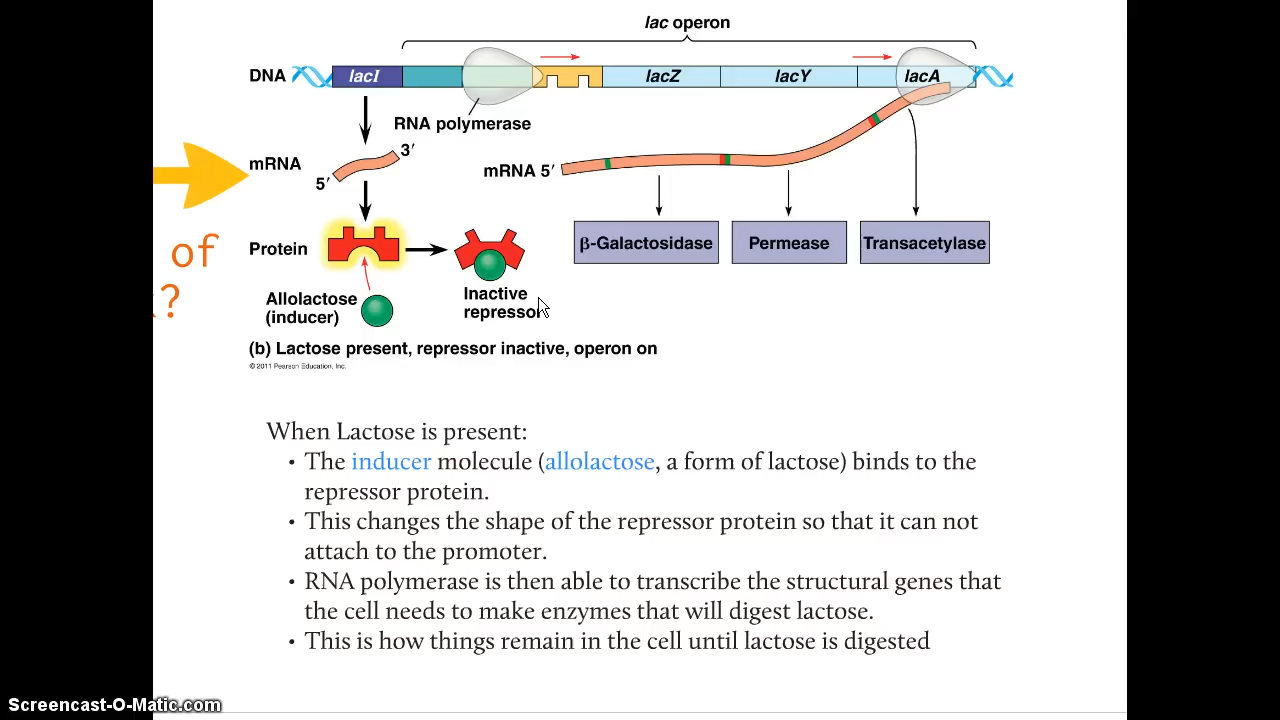 lac operon
DNA
lacI
lacZ
lacY
lacA
RNA polymerase
mRNA
3′
5′
mRNA 5′
of
?
Protein
β-Galactosidase
Permease
Transacetylase
Allolactose
(inducer)
Inactive
repressor
(b) Lactose present, repressor inactive, operon on
© 2011 Pearson Education, Inc.
When Lactose is present:
• The inducer molecule (allolactose, a form of lactose) binds to the
repressor protein.
• This changes the shape of the repressor protein so that it can not
attach to the promoter.
• RNA polymerase is then able to transcribe the structural genes that
the cell needs to make enzymes that will digest lactose.
• This is how things remain in the cell until lactose is digested
Screencast-O-Matic.com